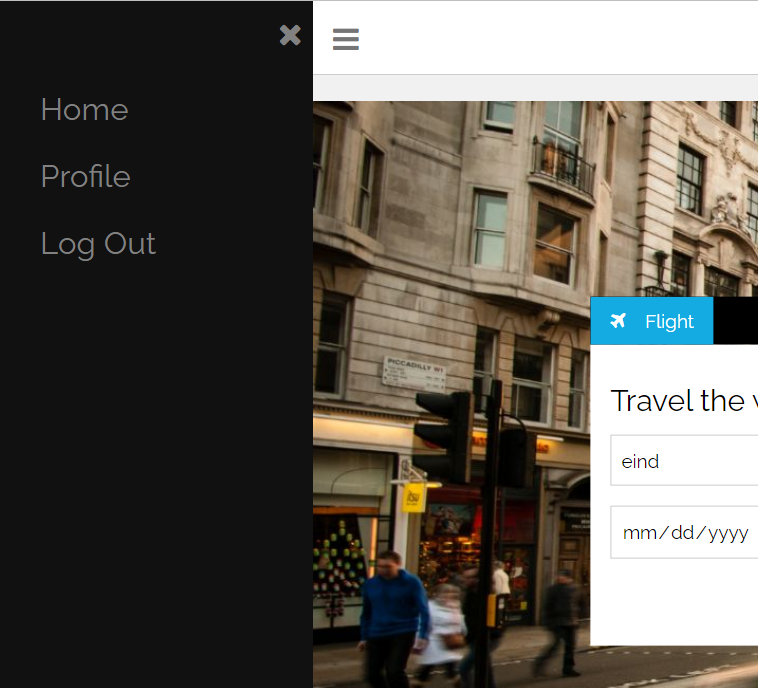 Home
Profile
Log Out
Flight
Travel the
eind
mm/dd/yyyy
PICCADILLY W1